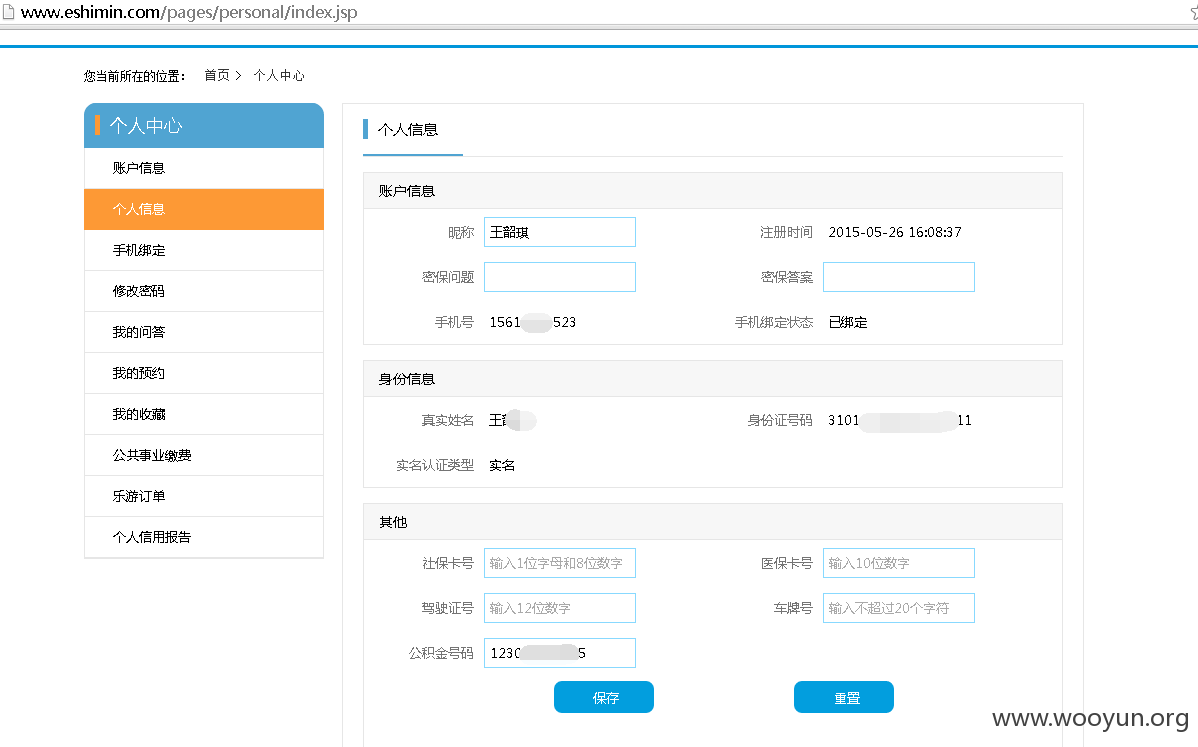 www.eshimin.com/pages/personal/index.jsp
您当前所在的位置： 首页 > 个人中心
个人中心
账户信息
个人信息
手机绑定
修改密码
我的问答
我的预约
我的收藏
公共事业缴费
乐游订单
个人信用报告
个人信息
账户信息
昵称 王韶琪 注册时间 2015-05-26 16:08:37
密保问题 密保答案
手机号 1561 523 手机绑定状态 已绑定
身份信息
真实姓名 王 身份证号码 3101 11
实名认证类型 实名
其他
社保卡号 输入1位字母和8位数字 医保卡号 输入10位数字
驾驶证号 输入12位数字 车牌号 输入不超过20个字符
公积金号码 1230 5
保存 重置
www.wooyun.org